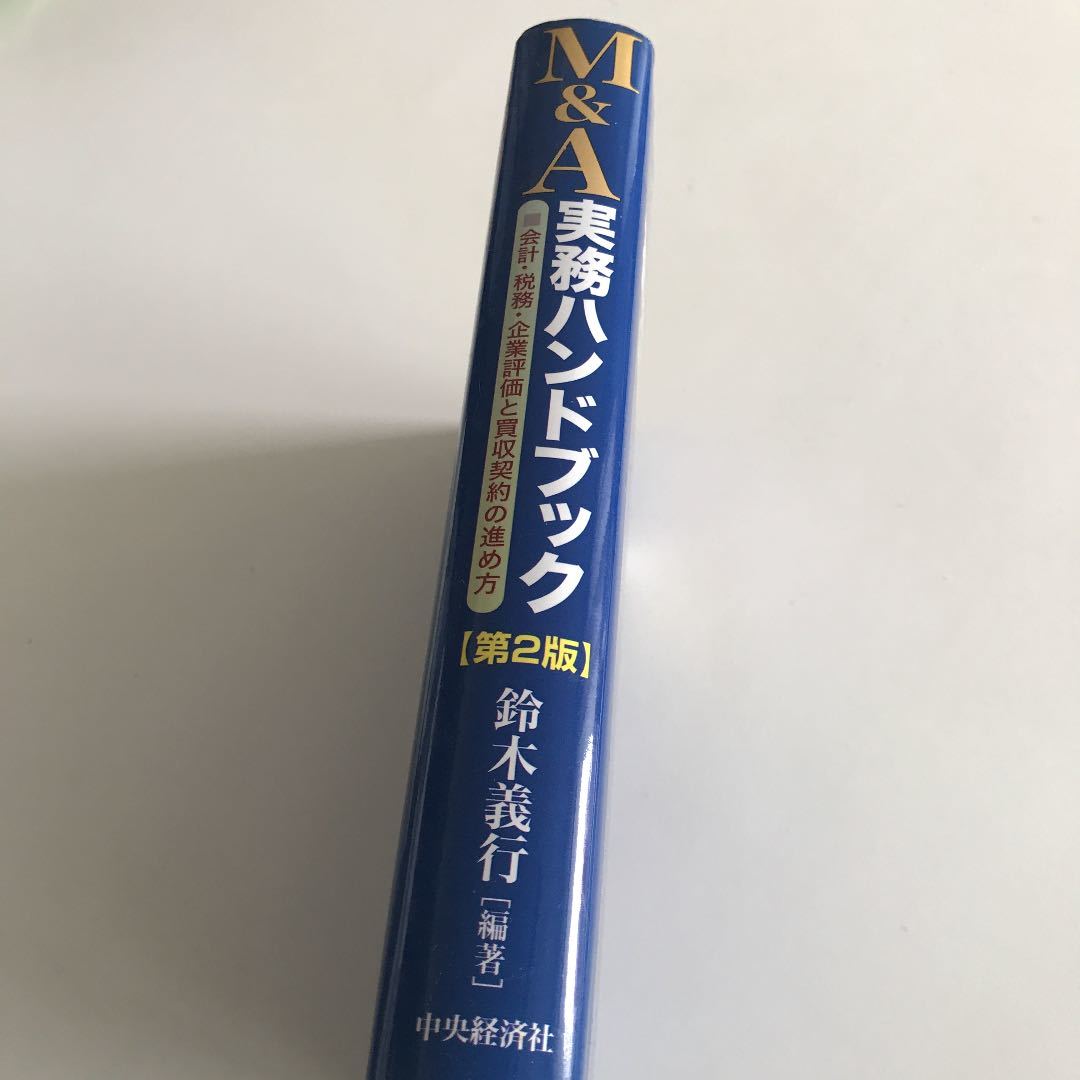 M&A
実務ハンドブック
■会計・税務・企業評価と買収契約の進め方
【第2版】
鈴木義行
[編著]
中央経済社